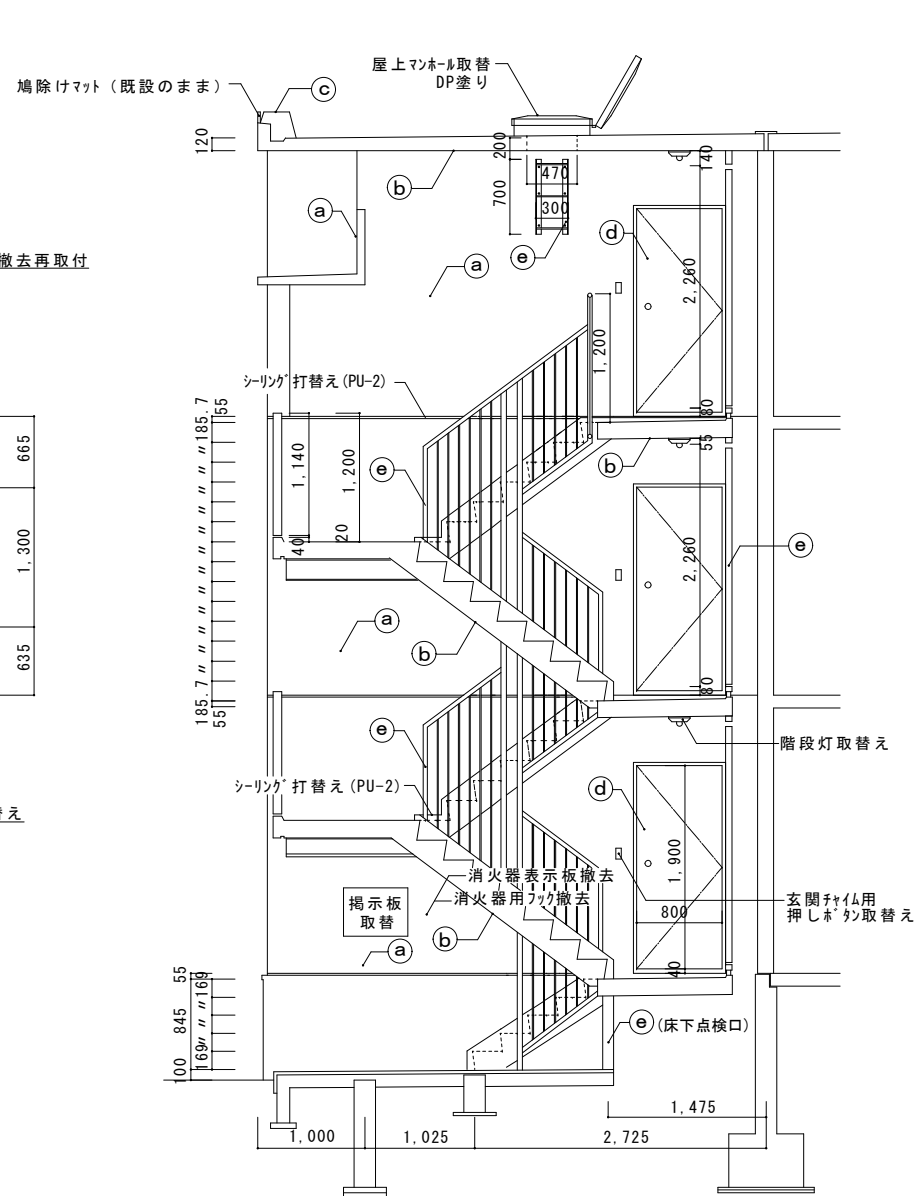 屋上ﾏﾝﾎｰﾙ取替
DP塗り
鳩除けﾏｯﾄ（既設のまま）
c
120
200
140
b
470
700
300
a
d
撤去再取付
e
a
2,260
1,200
ｼｰﾘﾝｸﾞ打替え(PU-2)
55
80
185.7
665
〃
1,140
1,200
55
〃
e
b
〃
〃
40
20
〃
1,300
e
〃
2,260
〃
〃
a
〃
635
b
〃
〃
80
185.7
55
e
階段灯取替え
ｼｰﾘﾝｸﾞ打替え(PU-2)
d
替え
1,900
消火器表示板撤去
消火器用ﾌｯｸ撤去
掲示板
取替
玄関ﾁｬｲﾑ用
押しﾎﾞﾀﾝ取替え
800
b
a
55
40
169
845
〃
〃
e
(床下点検口)
〃
169
100
1,475
1,000
1,025
2,725